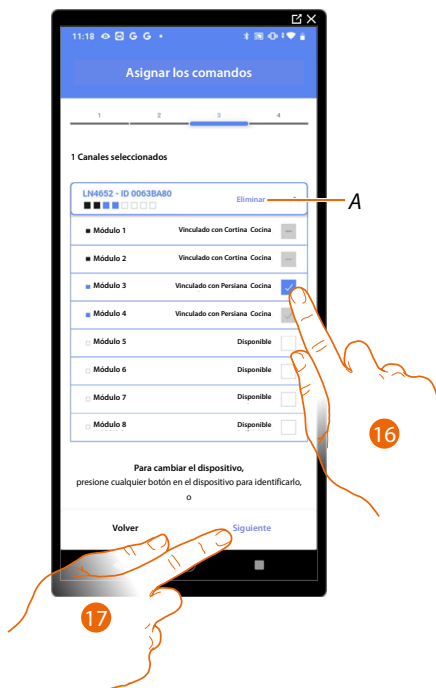 11:18 G G
Asignar los comandos
1 2 3 4
1 Canales seleccionados
LN4652 - ID 0063BA80
Eliminar
A
Módulo 1 Vinculado con Cortina Cocina
Módulo 2 Vinculado con Cortina Cocina
Módulo 3 Vinculado con Persiana Cocina
Módulo 4 Vinculado con Persiana Cocina
Módulo 5 Disponible
Módulo 6 Disponible
Módulo 7 Disponible
Módulo 8 Disponible
16
Para cambiar el dispositivo,
presione cualquier botón en el dispositivo para identificarlo,
o
Volver Siguiente
17